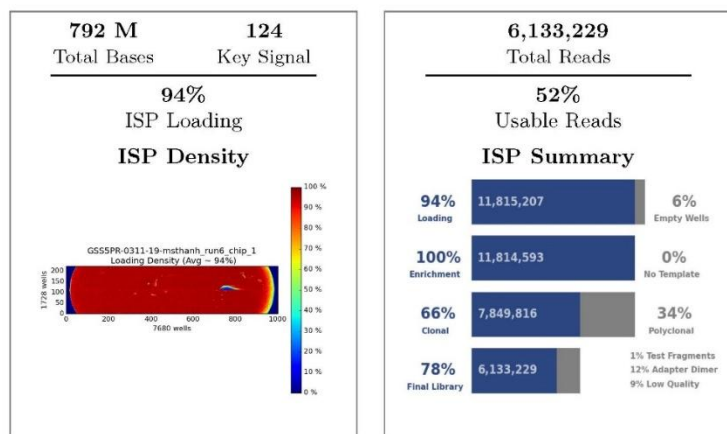 792 M
Total Bases
124
Key Signal
94%
ISP Loading
ISP Density
GSS5PR-0311-19-msthanh_run6_chip_1
Loading Density (Avg ~ 94%)
1728 wells
200
150
100
50
0
0 200 400 600 800 1000
7680 wells
100 %
90 %
80 %
70 %
60 %
50 %
40 %
30 %
20 %
10 %
0 %
6,133,229
Total Reads
52%
Usable Reads
ISP Summary
94% 11,815,207 6%
Loading Empty Wells
100% 11,814,593 0%
Enrichment No Template
66% 7,849,816 34%
Clonal Polyclonal
78% 6,133,229
Final Library
1% Test Fragments
12% Adapter Dimer
9% Low Quality